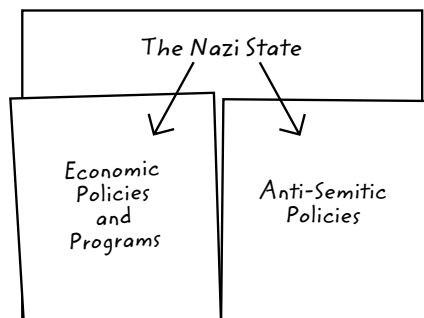 The Nazi State
Economic
Policies
and
Programs
Anti-Semitic
Policies